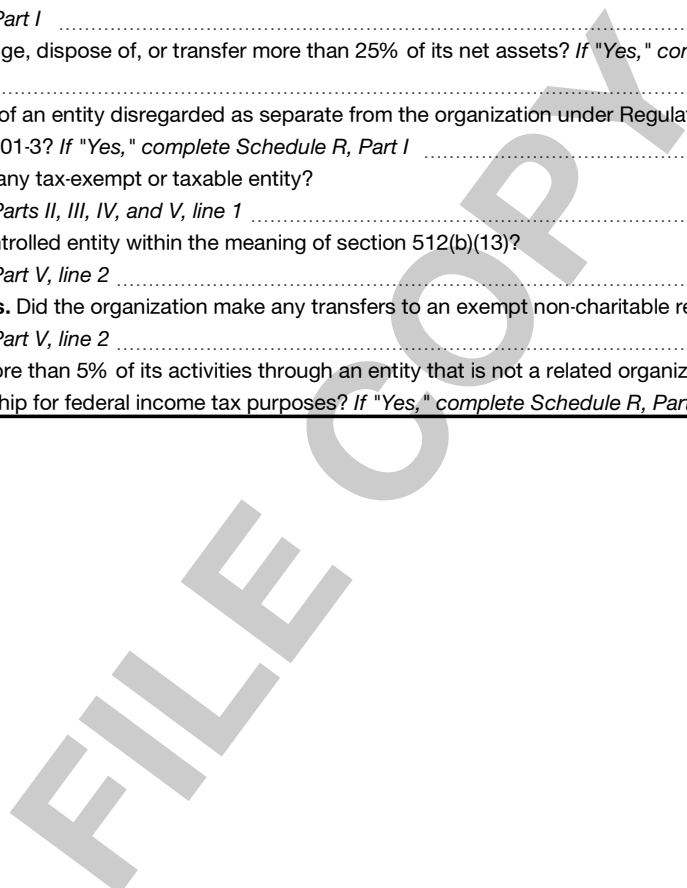 Part I
ge, dispose of, or transfer more than 25% of its net assets? If "Yes," con
of an entity disregarded as separate from the organization under Regulat
01-3? If "Yes," complete Schedule R, Part I
any tax-exempt or taxable entity?
Parts II, III, IV, and V, line 1
ntrolled entity within the meaning of section 512(b)(13)?
Part V, line 2
s. Did the organization make any transfers to an exempt non-charitable re
Part V, line 2
ore than 5% of its activities through an entity that is not a related organiz
hip for federal income tax purposes? If "Yes," complete Schedule R, Part
FILE COPY